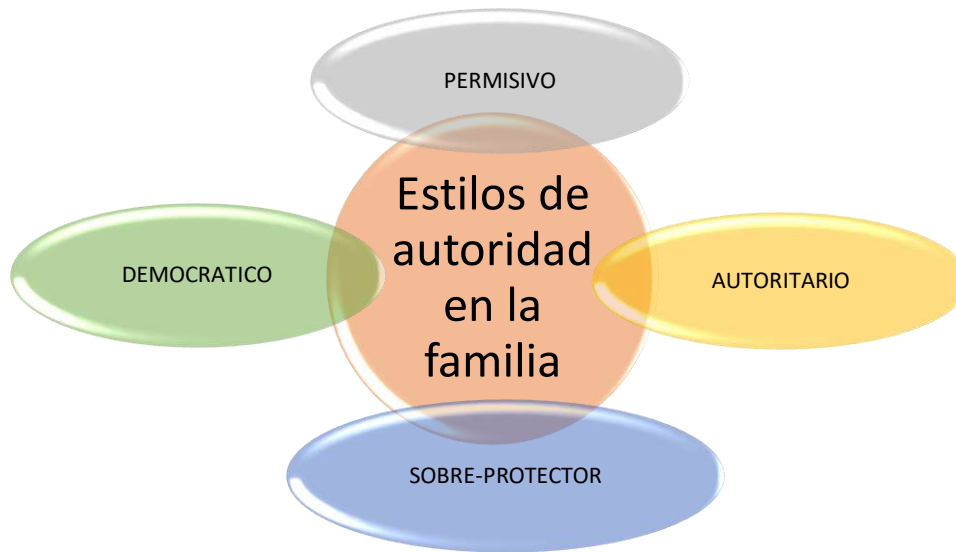 PERMISIVO
Estilos de
autoridad
en la
familia
DEMOCRATICO
AUTORITARIO
SOBRE-PROTECTOR